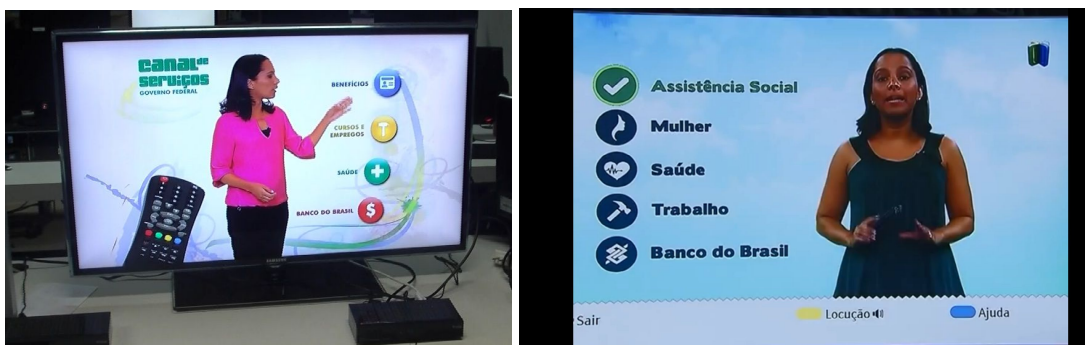 canal de
serviços
GOVERNO FEDERAL
BENEFÍCIOS
CURSOS E
EMPREGOS
SAÚDE
BANCO DO BRASIL
$
SAMSUNG
Assistência Social
Mulher
Saúde
Trabalho
Banco do Brasil
Sair
Locução
Ajuda